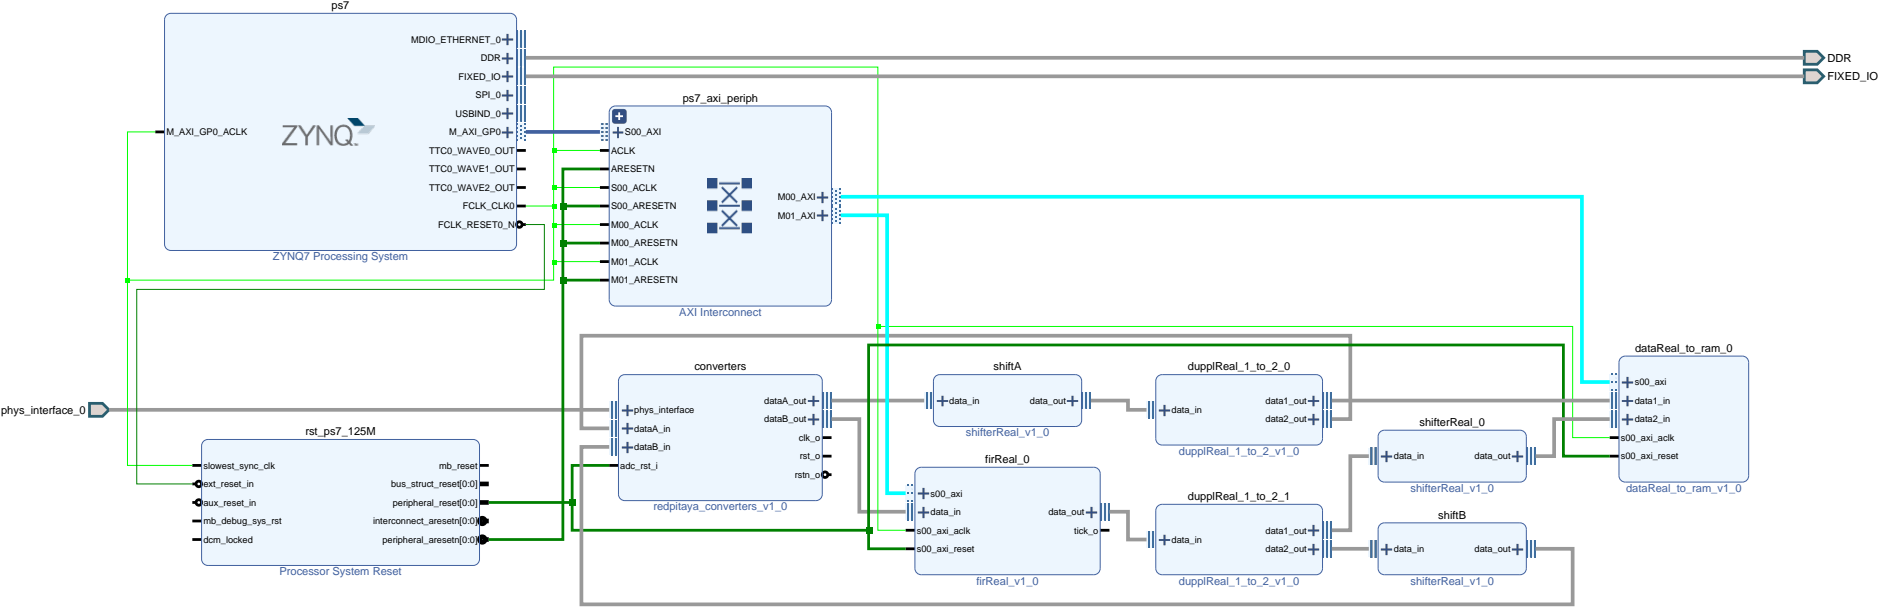 ps7
MDIO_ETHERNET_0
DDR
FIXED_IO
SPI_0
USBIND_0
M_AXI_GP0_ACLK
ZYNQ
M_AXI_GP0
TTC0_WAVE0_OUT
TTC0_WAVE1_OUT
TTC0_WAVE2_OUT
FCLK_CLK0
FCLK_RESET0_N
ZYNQ7 Processing System
DDR
FIXED_IO
ps7_axi_periph
S00_AXI
ACLK
ARESETN
S00_ACLK
S00_ARESETN
M00_ACLK
M00_ARESETN
M01_ACLK
M01_ARESETN
M00_AXI
M01_AXI
AXI Interconnect
phys_interface_0
rst_ps7_125M
slowest_sync_clk
ext_reset_in
aux_reset_in
mb_debug_sys_rst
dcm_locked
mb_reset
bus_struct_reset[0:0]
peripheral_reset[0:0]
interconnect_aresetn[0:0]
peripheral_aresetn[0:0]
Processor System Reset
converters
phys_interface
dataA_in
dataB_in
adc_rst_i
dataA_out
dataB_out
clk_o
rst_o
rstn_o
redpitaya_converters_v1_0
shiftA
data_in
data_out
shifterReal_v1_0
firReal_0
s00_axi
data_in
s00_axi_aclk
s00_axi_reset
data_out
tick_o
firReal_v1_0
dupplReal_1_to_2_0
data_in
data1_out
data2_out
dupplReal_1_to_2_v1_0
dupplReal_1_to_2_1
data_in
data1_out
data2_out
dupplReal_1_to_2_v1_0
shifterReal_0
data_in
data_out
shifterReal_v1_0
shiftB
data_in
data_out
shifterReal_v1_0
dataReal_to_ram_0
s00_axi
data1_in
data2_in
s00_axi_aclk
s00_axi_reset
dataReal_to_ram_v1_0